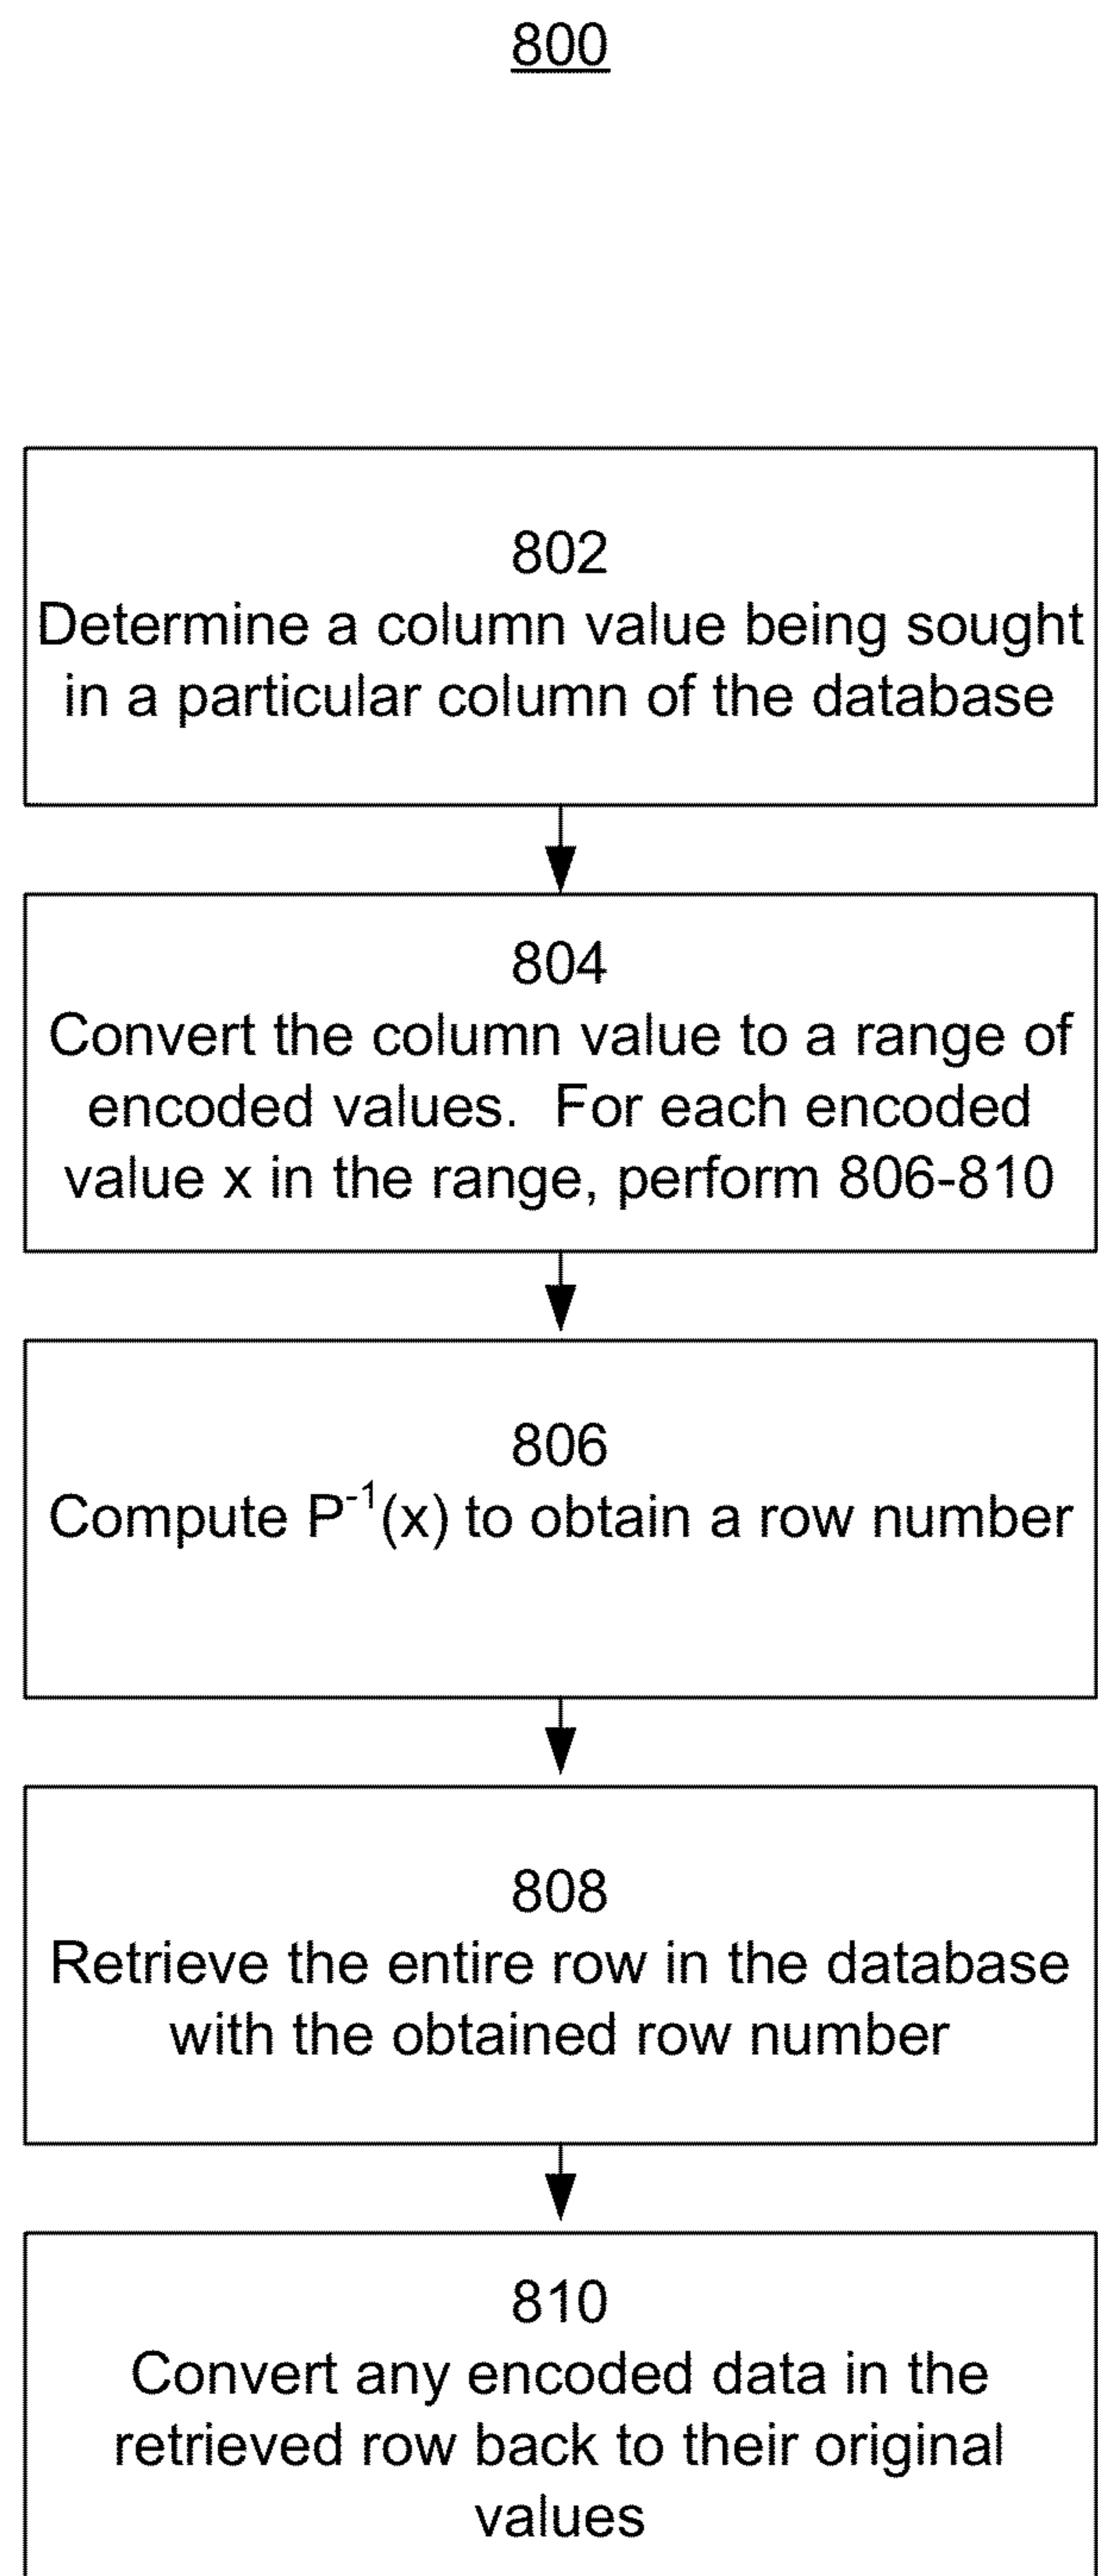 800
802
Determine a column value being sought
in a particular column of the database
804
Convert the column value to a range of
encoded values.  For each encoded
value x in the range, perform 806-810
806
Compute P⁻¹(x) to obtain a row number
808
Retrieve the entire row in the database
with the obtained row number
810
Convert any encoded data in the
retrieved row back to their original
values